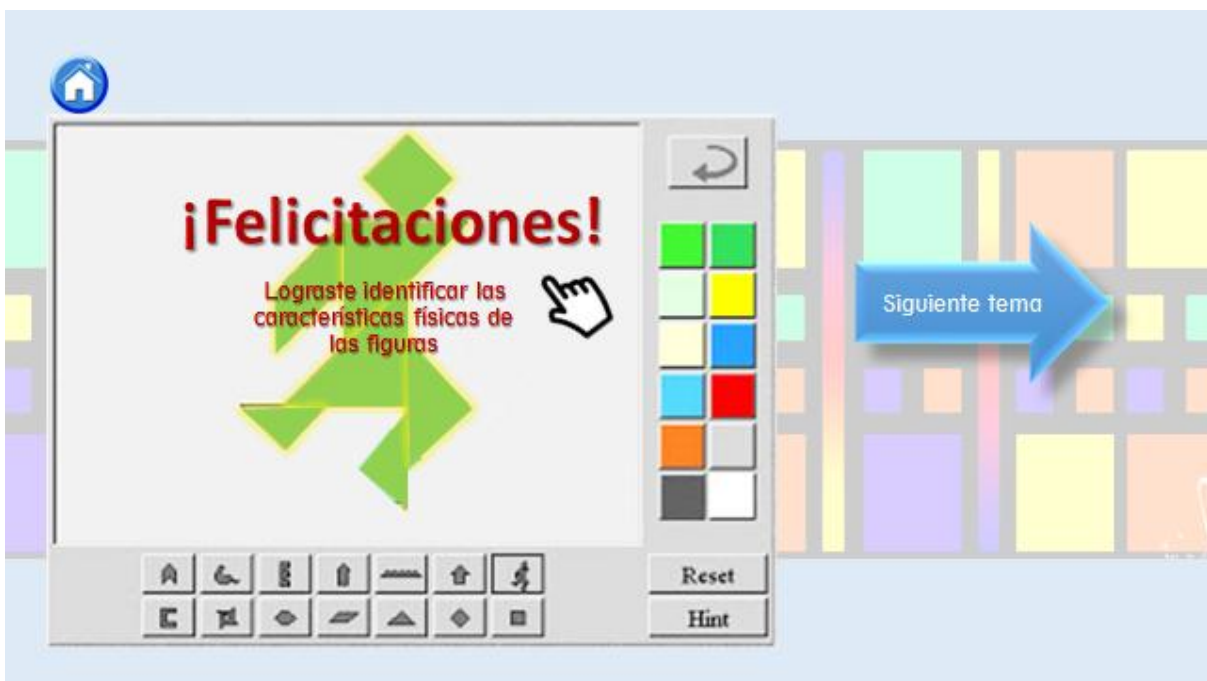 ¡Felicitaciones!
Lograste identificar las
características físicas de
las figuras
Siguiente tema
Reset
Hint